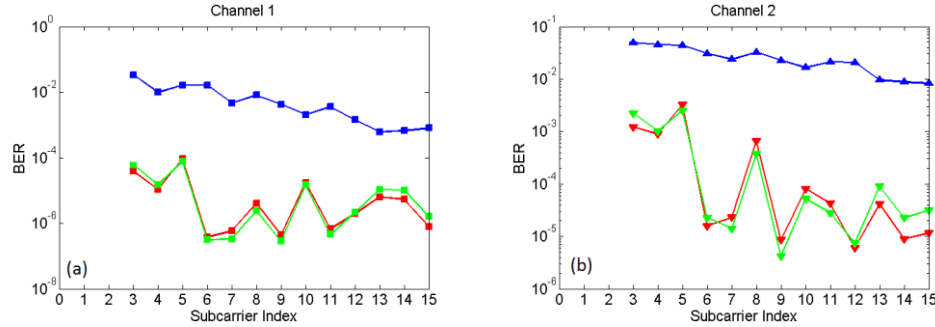 Channel 1
10^0
10^-2
10^-4
10^-6
10^-8
BER
(a)
0 1 2 3 4 5 6 7 8 9 10 11 12 13 14 15
Subcarrier Index
Channel 2
10^-1
10^-2
10^-3
10^-4
10^-5
10^-6
BER
(b)
0 1 2 3 4 5 6 7 8 9 10 11 12 13 14 15
Subcarrier Index